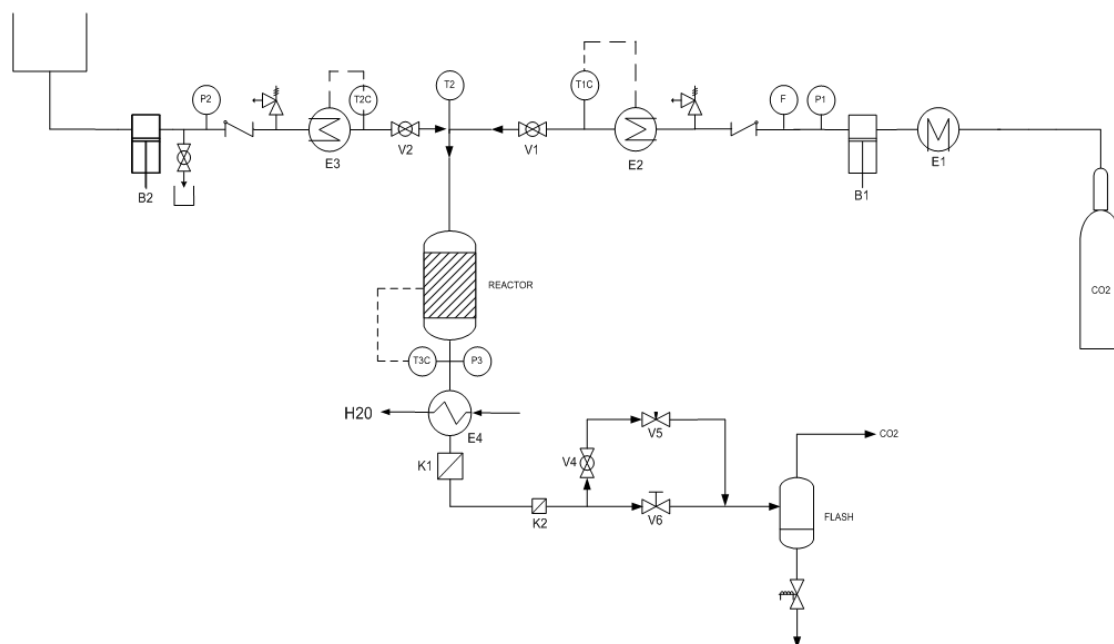 P2
T2C
T2
T1C
F
P1
E3
V2
V1
E2
E1
B2
B1
REACTOR
CO2
T3C
P3
H20
E4
K1
V4
V5
CO2
K2
V6
FLASH